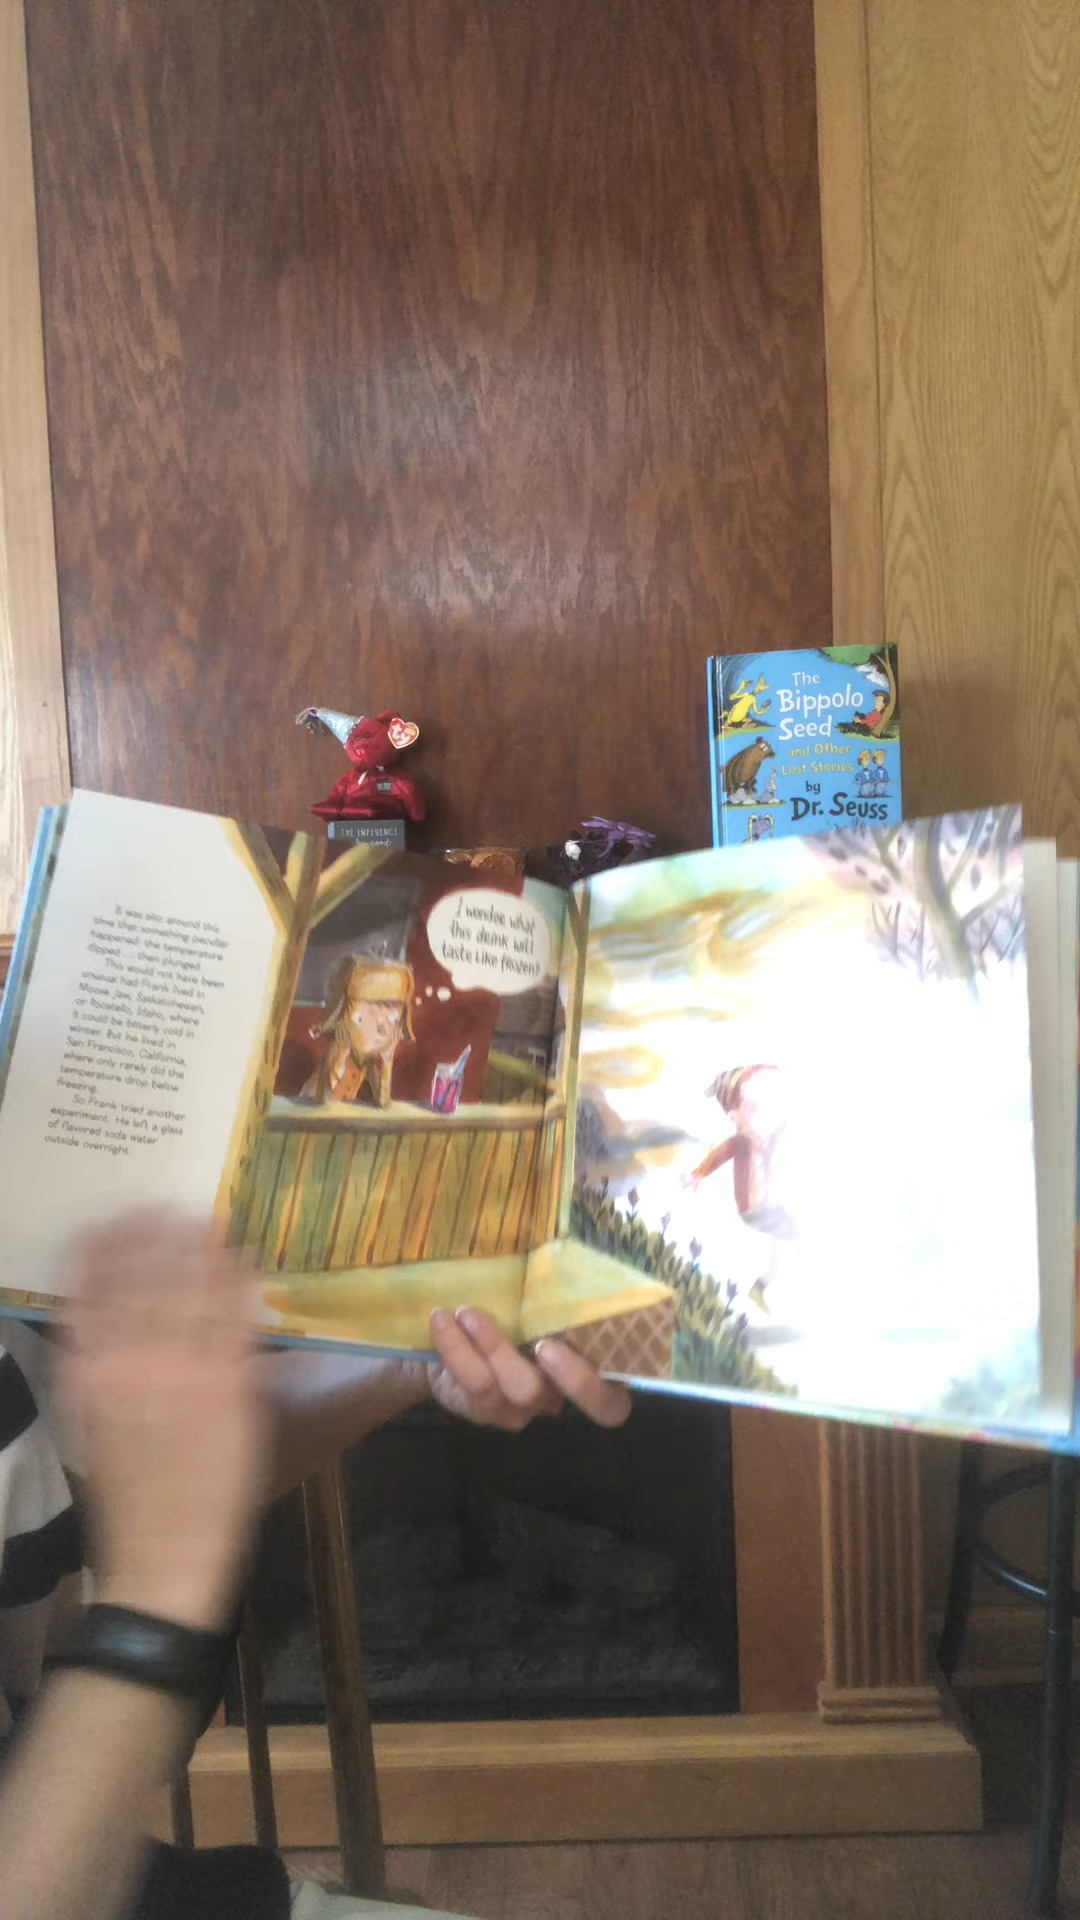 The
Bippolo
Seed
and Other
Lost Stories
by
Dr. Seuss
ty
THE INFLUENCE
It was also around this
time that something peculiar
happened: the temperature
dipped . . . then plunged.
This would not have been
unusual had Frank lived in
Moose Jaw, Saskatchewan,
or Pocatello, Idaho, where
it could be bitterly cold in
winter. But he lived in
San Francisco, California,
where only rarely did the
temperature drop below
freezing.
So Frank tried another
experiment. He left a glass
of flavored soda water
outside overnight.
I wonder what
this drink will
taste like frozen?